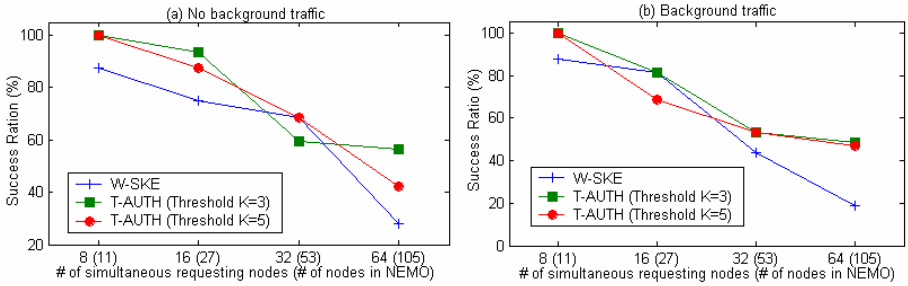 (a) No background traffic
Success Ration (%)
100
80
60
40
20
W-SKE
T-AUTH (Threshold K=3)
T-AUTH (Threshold K=5)
8 (11) 16 (27) 32 (53) 64 (105)
# of simultaneous requesting nodes (# of nodes in NEMO)
(b) Background traffic
Success Ratio (%)
100
80
60
40
20
0
W-SKE
T-AUTH (Threshold K=3)
T-AUTH (Threshold K=5)
8 (11) 16 (27) 32 (53) 64 (105)
# of simultaneous requesting nodes (# of nodes in NEMO)